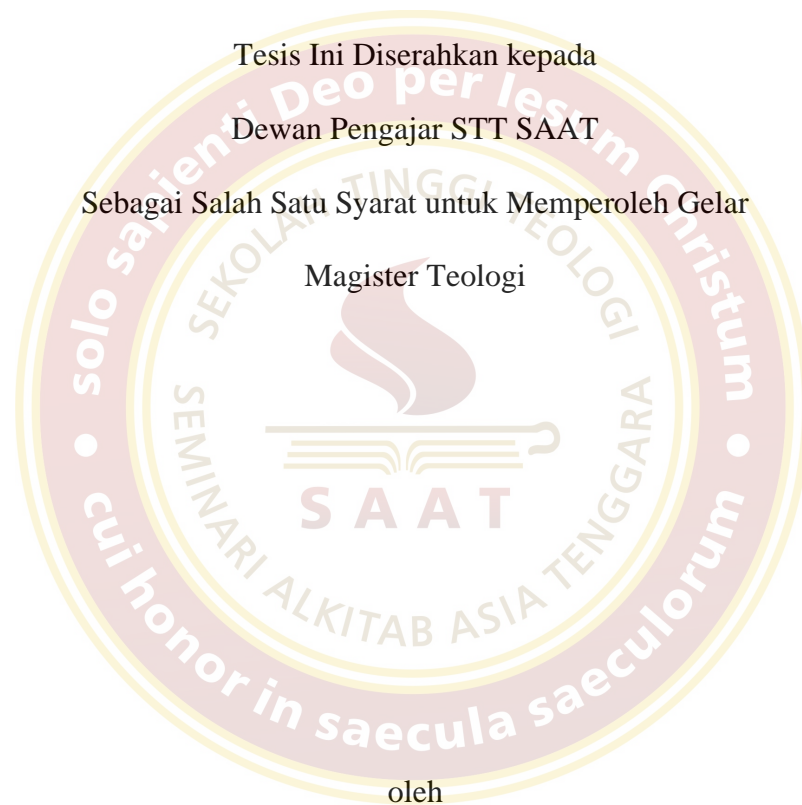 Tesis Ini Diserahkan kepada
Dewan Pengajar STT SAAT
Sebagai Salah Satu Syarat untuk Memperoleh Gelar
Magister Teologi
solo sapienti Deo per Iesum Christum
cui honor in saecula saeculorum
SEKOLAH TINGGI TEOLOGI
SAAT
SEMINARI ALKITAB ASIA TENGGARA
oleh